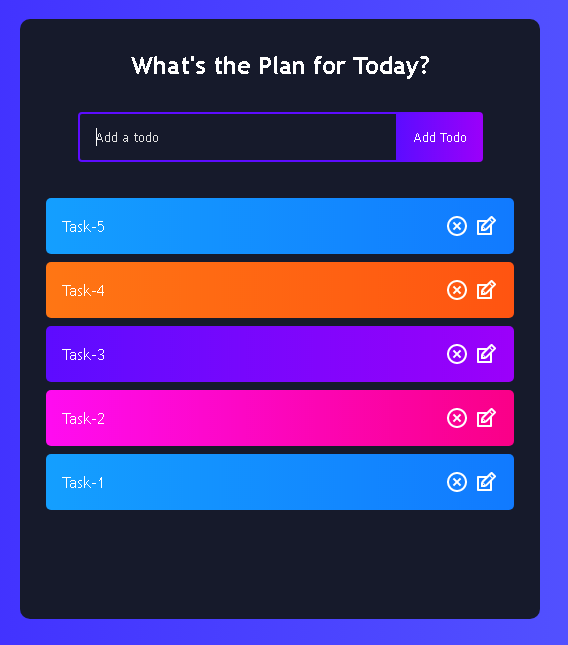 What's the Plan for Today?
Add a todo
Add Todo
Task-5
Task-4
Task-3
Task-2
Task-1